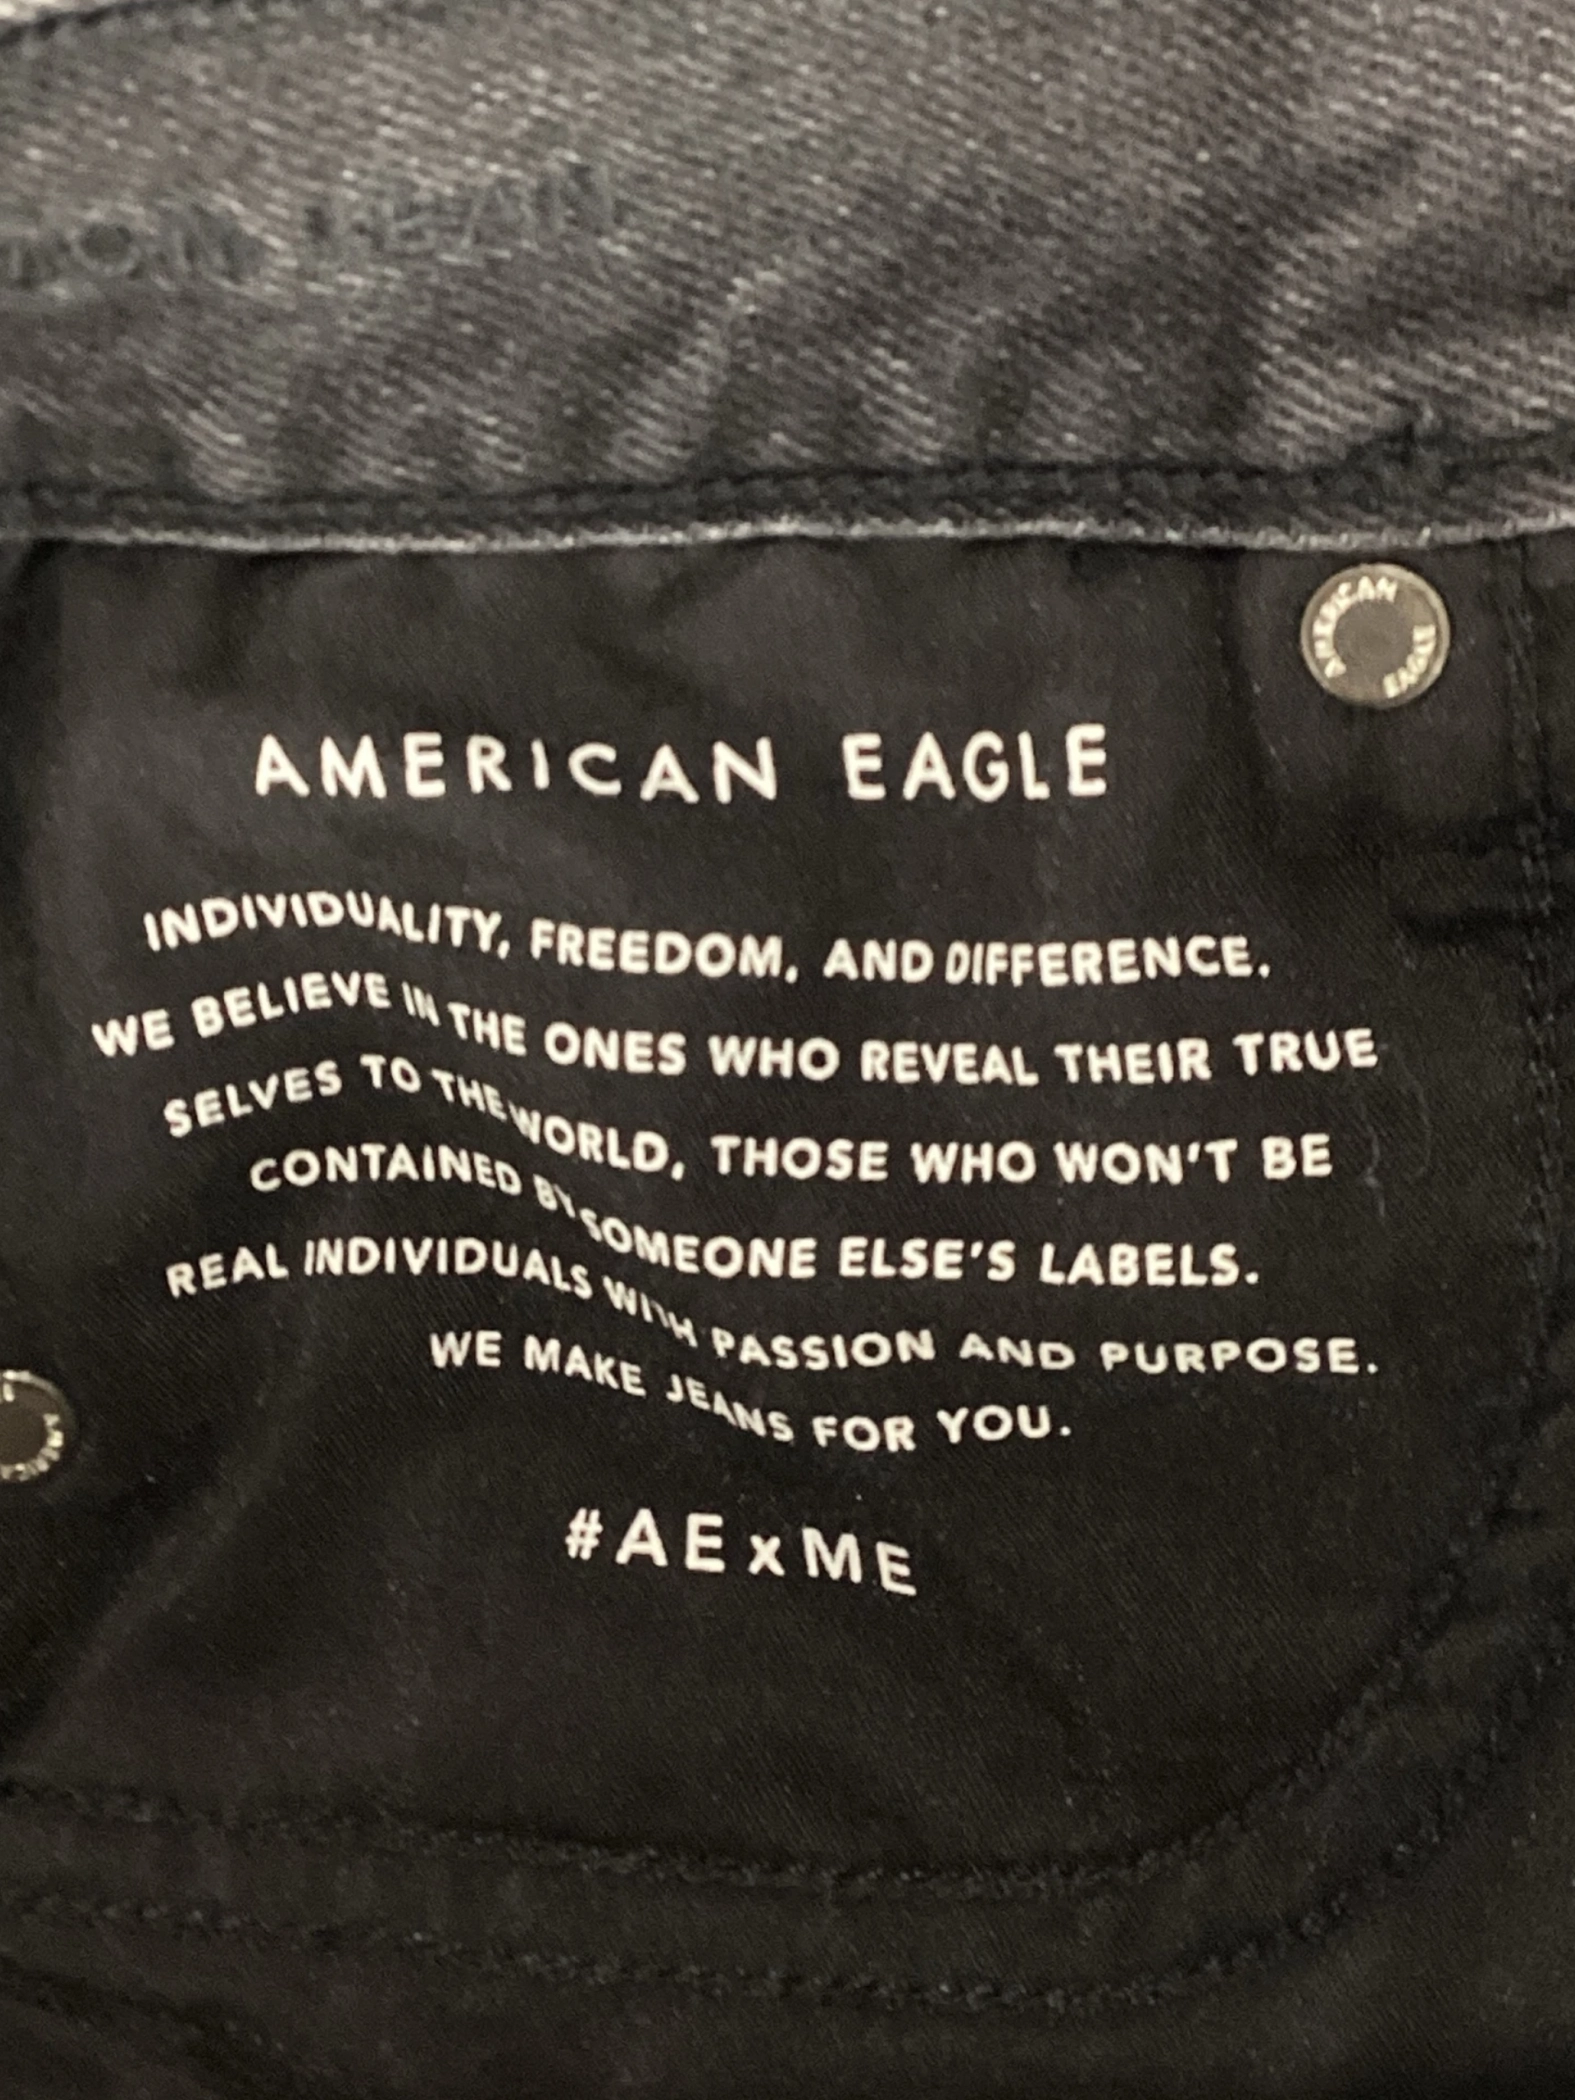 AMERICAN
EAGLE
AMERICAN EAGLE
INDIVIDUALITY, FREEDOM, AND DIFFERENCE.
WE BELIEVE IN THE ONES WHO REVEAL THEIR TRUE
SELVES TO THE WORLD, THOSE WHO WON'T BE
CONTAINED BY SOMEONE ELSE'S LABELS.
REAL INDIVIDUALS WITH PASSION AND PURPOSE.
WE MAKE JEANS FOR YOU.
#AExME